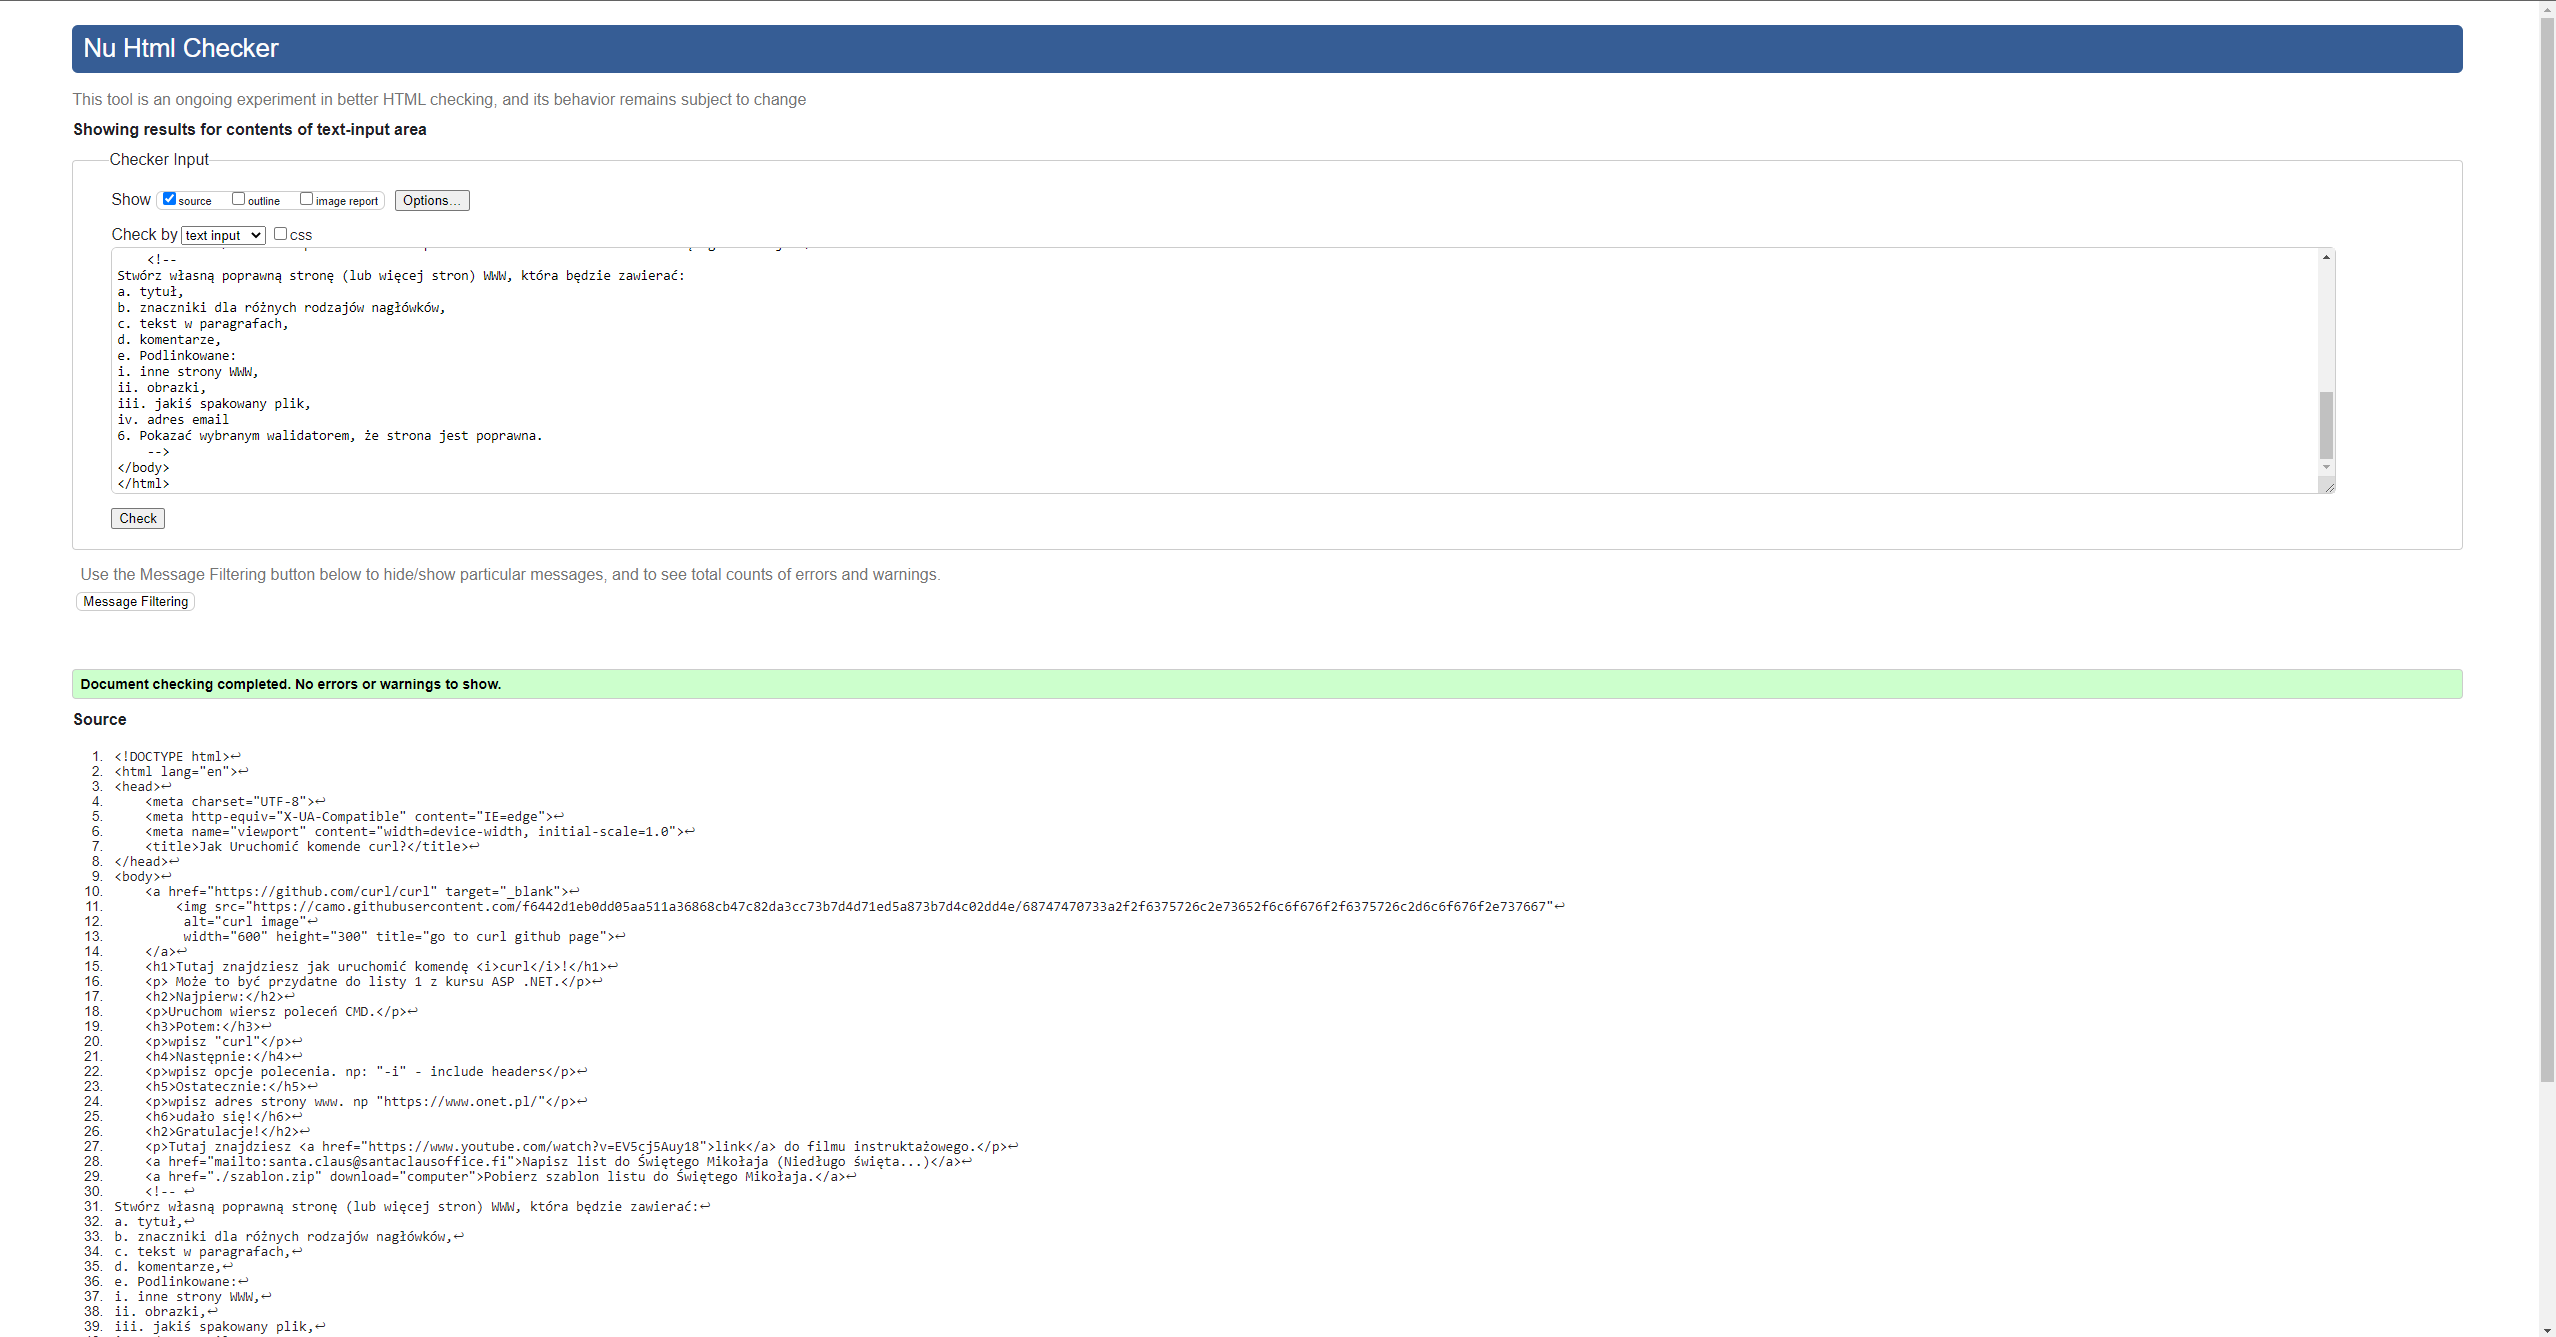 Nu Html Checker
This tool is an ongoing experiment in better HTML checking, and its behavior remains subject to change
Showing results for contents of text-input area
Checker Input
Show source outline image report Options...
Check by text input css
<!--
Stwórz własną poprawną stronę (lub więcej stron) WWW, która będzie zawierać:
a. tytuł,
b. znaczniki dla różnych rodzajów nagłówków,
c. tekst w paragrafach,
d. komentarze,
e. Podlinkowane:
i. inne strony WWW,
ii. obrazki,
iii. jakiś spakowany plik,
iv. adres email
6. Pokazać wybranym walidatorem, że strona jest poprawna.
-->
</body>
</html>
Check
Use the Message Filtering button below to hide/show particular messages, and to see total counts of errors and warnings.
Message Filtering
Document checking completed. No errors or warnings to show.
Source
1. <!DOCTYPE html>↩
2. <html lang="en">↩
3. <head>↩
4. <meta charset="UTF-8">↩
5. <meta http-equiv="X-UA-Compatible" content="IE=edge">↩
6. <meta name="viewport" content="width=device-width, initial-scale=1.0">↩
7. <title>Jak Uruchomić komende curl?</title>↩
8. </head>↩
9. <body>↩
10. <a href="https://github.com/curl/curl" target="_blank">↩
11. <img src="https://camo.githubusercontent.com/f6442d1eb0dd05aa511a36868cb47c82da3cc73b7d4d71ed5a873b7d4c02dd4e/68747470733a2f2f6375726c2e73652f6c6f676f2f6375726c2d6c6f676f2e737667"↩
12. alt="curl image"↩
13. width="600" height="300" title="go to curl github page">↩
14. </a>↩
15. <h1>Tutaj znajdziesz jak uruchomić komendę <i>curl</i>!</h1>↩
16. <p> Może to być przydatne do listy 1 z kursu ASP .NET.</p>↩
17. <h2>Najpierw:</h2>↩
18. <p>Uruchom wiersz poleceń CMD.</p>↩
19. <h3>Potem:</h3>↩
20. <p>wpisz "curl"</p>↩
21. <h4>Następnie:</h4>↩
22. <p>wpisz opcje polecenia. np: "-i" - include headers</p>↩
23. <h5>Ostatecznie:</h5>↩
24. <p>wpisz adres strony www. np "https://www.onet.pl/"</p>↩
25. <h6>udało się!</h6>↩
26. <h2>Gratulacje!</h2>↩
27. <p>Tutaj znajdziesz <a href="https://www.youtube.com/watch?v=EV5cj5Auy18">link</a> do filmu instruktażowego.</p>↩
28. <a href="mailto:santa.claus@santaclausoffice.fi">Napisz list do Świętego Mikołaja (Niedługo święta...)</a>↩
29. <a href="./szablon.zip" download="computer">Pobierz szablon listu do Świętego Mikołaja.</a>↩
30. <!-- ↩
31. Stwórz własną poprawną stronę (lub więcej stron) WWW, która będzie zawierać:↩
32. a. tytuł,↩
33. b. znaczniki dla różnych rodzajów nagłówków,↩
34. c. tekst w paragrafach,↩
35. d. komentarze,↩
36. e. Podlinkowane:↩
37. i. inne strony WWW,↩
38. ii. obrazki,↩
39. iii. jakiś spakowany plik,↩